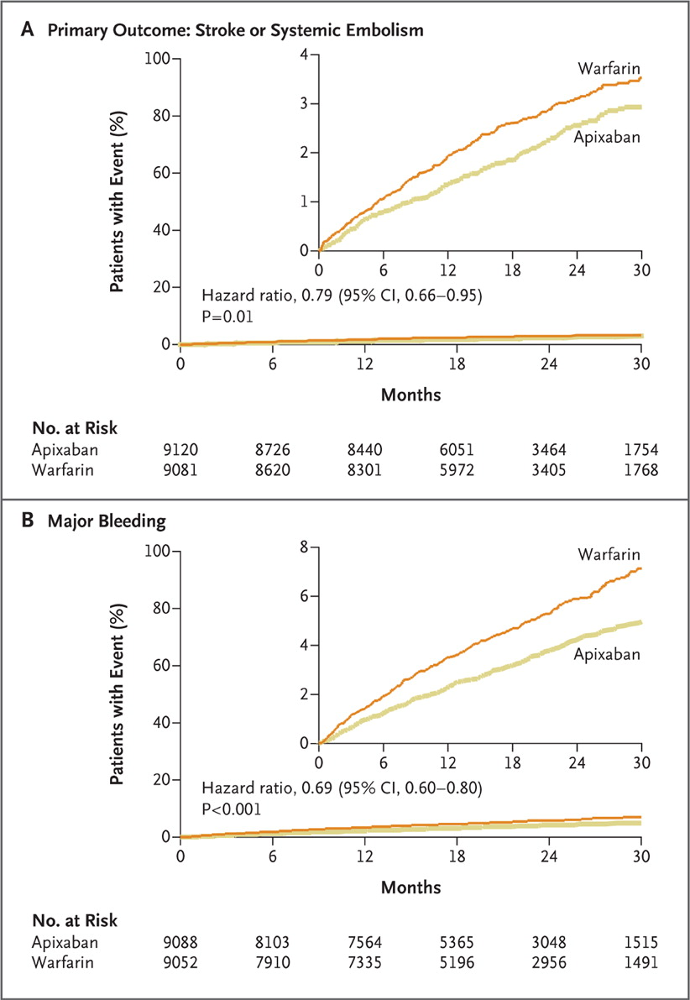 A Primary Outcome: Stroke or Systemic Embolism
Patients with Event (%)
100
80
60
40
20
0
4
3
2
1
0
Warfarin
Apixaban
0 6 12 18 24 30
Hazard ratio, 0.79 (95% CI, 0.66–0.95)
P=0.01
0 6 12 18 24 30
Months
No. at Risk
Apixaban 9120 8726 8440 6051 3464 1754
Warfarin 9081 8620 8301 5972 3405 1768
B Major Bleeding
Patients with Event (%)
100
80
60
40
20
0
8
6
4
2
0
Warfarin
Apixaban
0 6 12 18 24 30
Hazard ratio, 0.69 (95% CI, 0.60–0.80)
P<0.001
0 6 12 18 24 30
Months
No. at Risk
Apixaban 9088 8103 7564 5365 3048 1515
Warfarin 9052 7910 7335 5196 2956 1491